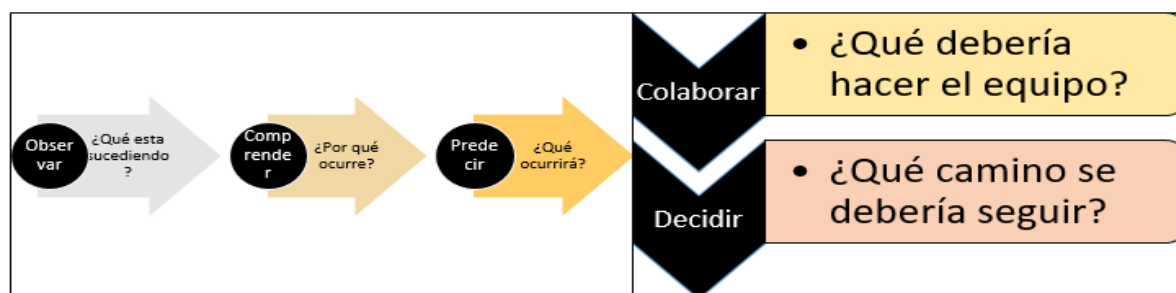 Obser
var
¿Qué esta
sucediendo
?
Comp
rende
r
¿Por qué
ocurre?
Prede
cir
¿Qué
ocurrirá?
Colaborar
• ¿Qué debería
hacer el equipo?
Decidir
• ¿Qué camino se
debería seguir?